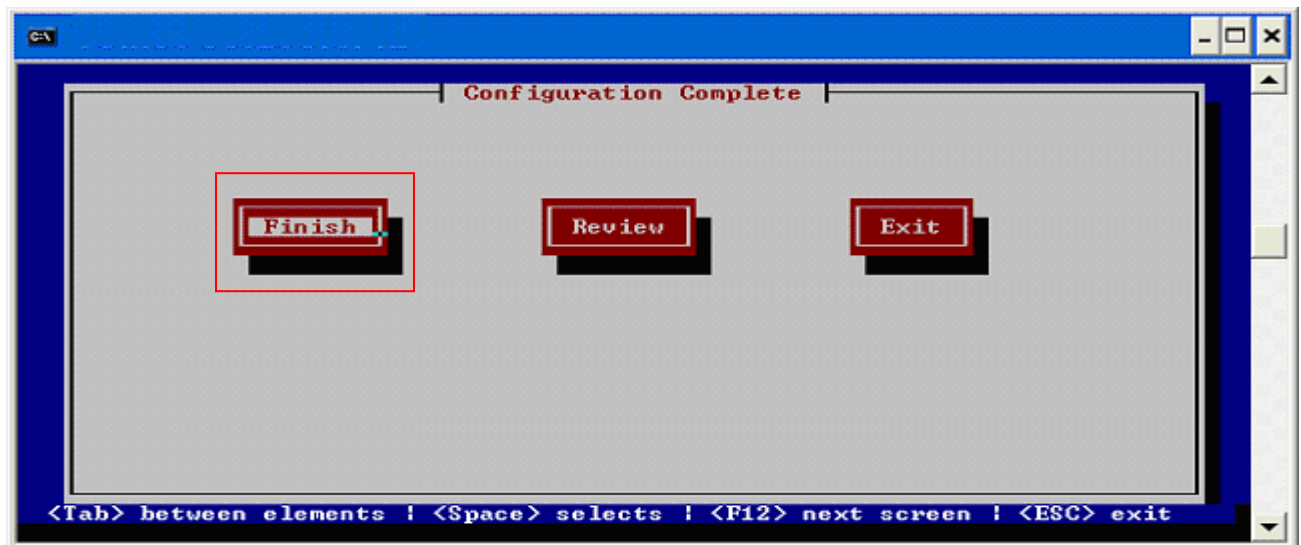 C:\
Configuration Complete
Finish
Review
Exit
<Tab> between elements ¦ <Space> selects ¦ <F12> next screen ¦ <ESC> exit